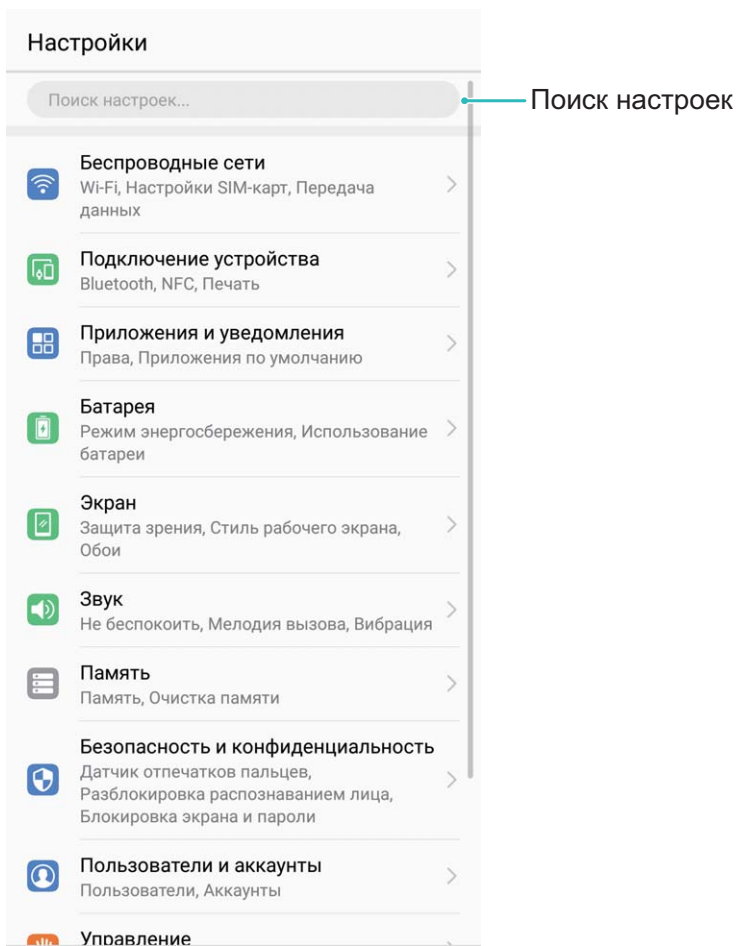 Настройки
Поиск настроек...
Поиск настроек
Беспроводные сети
Wi-Fi, Настройки SIM-карт, Передача
данных
Подключение устройства
Bluetooth, NFC, Печать
Приложения и уведомления
Права, Приложения по умолчанию
Батарея
Режим энергосбережения, Использование
батареи
Экран
Защита зрения, Стиль рабочего экрана,
Обои
Звук
Не беспокоить, Мелодия вызова, Вибрация
Память
Память, Очистка памяти
Безопасность и конфиденциальность
Датчик отпечатков пальцев,
Разблокировка распознаванием лица,
Блокировка экрана и пароли
Пользователи и аккаунты
Пользователи, Аккаунты
Управление